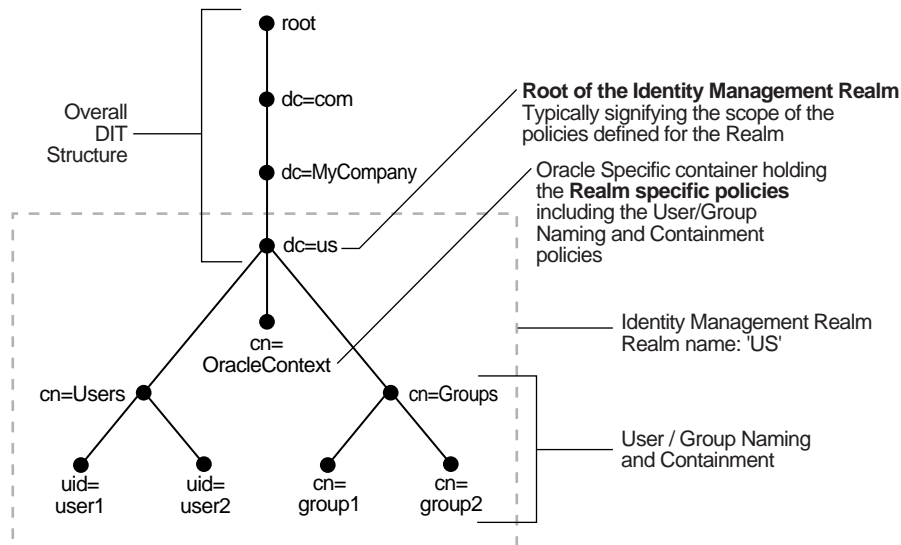 root
dc=com
Overall
DIT
Structure
dc=MyCompany
dc=us
Root of the Identity Management Realm
Typically signifying the scope of the
policies defined for the Realm
Oracle Specific container holding
the Realm specific policies
including the User/Group
Naming and Containment
policies
cn=
OracleContext
Identity Management Realm
Realm name: 'US'
cn=Users
cn=Groups
User / Group Naming
and Containment
uid=
user1
uid=
user2
cn=
group1
cn=
group2